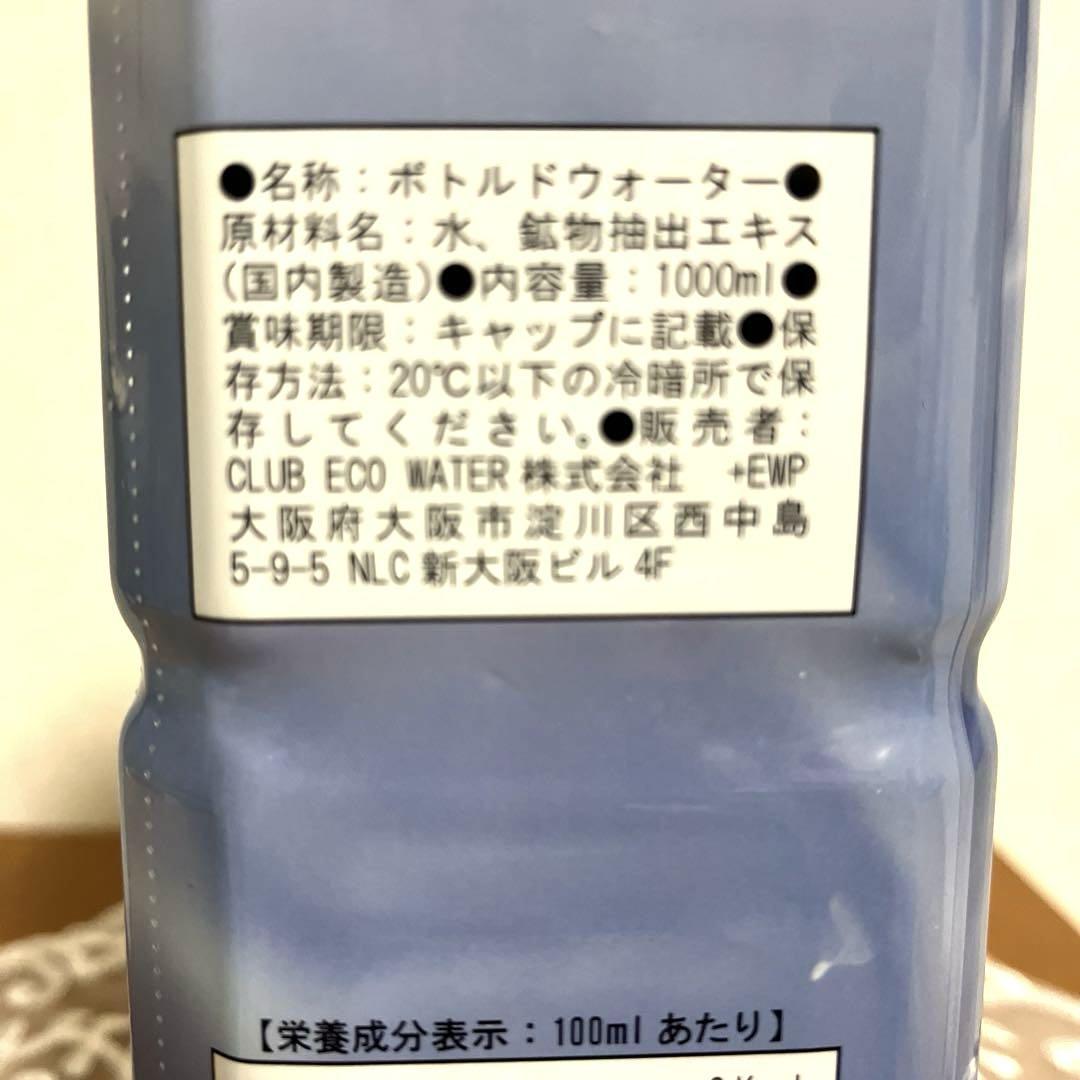 ●名称：ボトルドウォーター●
原材料名：水、鉱物抽出エキス
(国内製造)●内容量：1000ml●
賞味期限：キャップに記載●保
存方法：20℃以下の冷暗所で保
存してください。●販売者：
CLUB ECO WATER 株式会社　+EWP
大阪府大阪市淀川区西中島
5-9-5 NLC 新大阪ビル 4F
【栄養成分表示：100ml あたり】